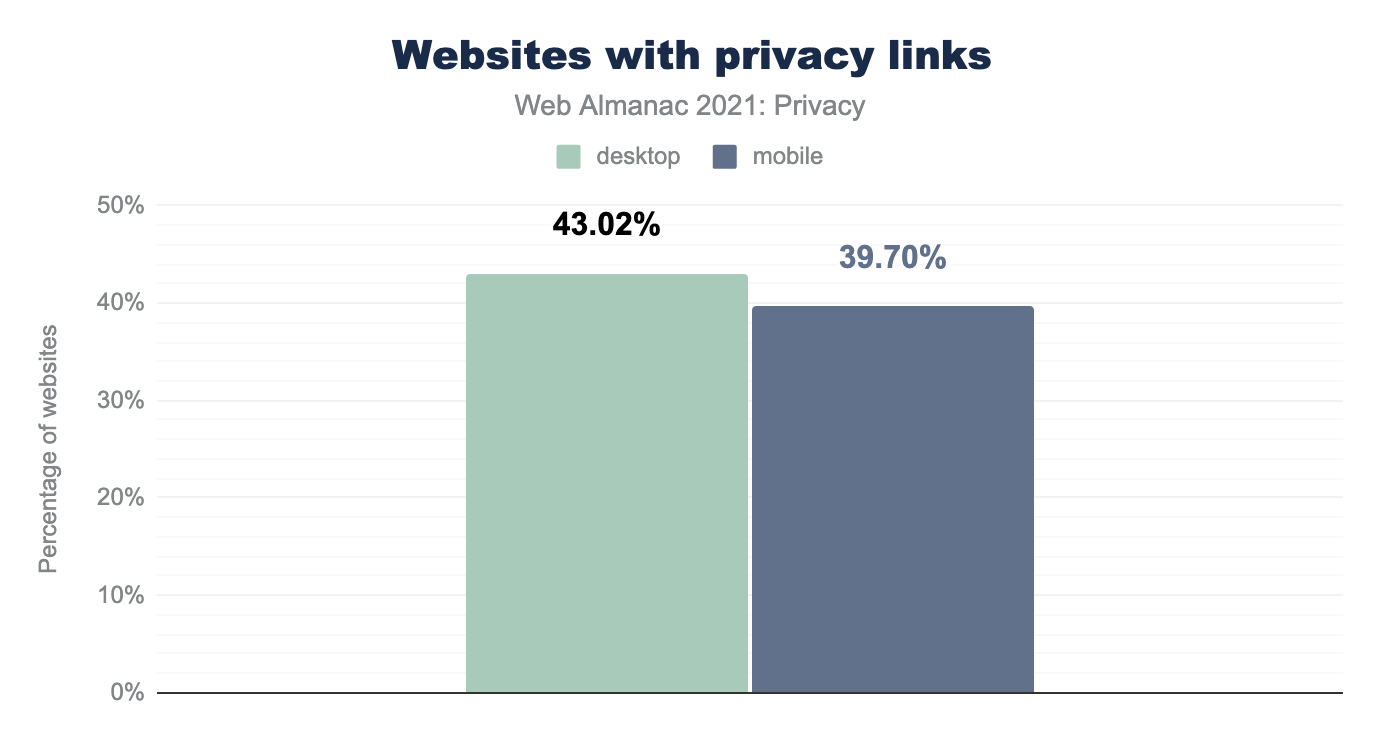 Websites with privacy links
Web Almanac 2021: Privacy
desktop mobile
50%
43.02%
39.70%
40%
30%
20%
10%
0%
Percentage of websites